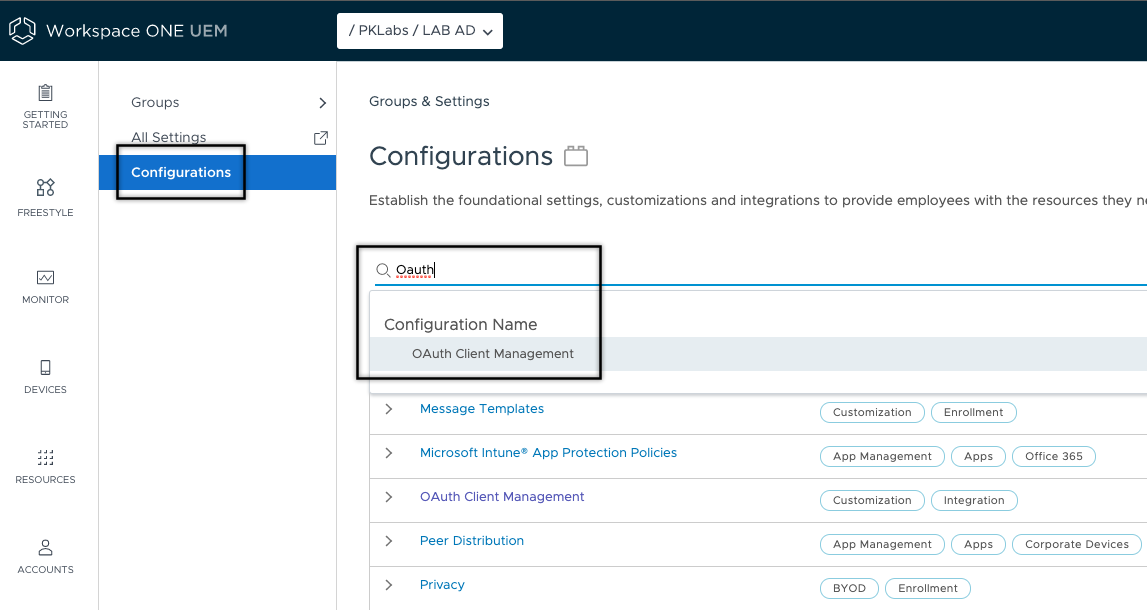 Workspace ONE UEM
/ PKLabs / LAB AD
GETTING
STARTED
FREESTYLE
MONITOR
DEVICES
RESOURCES
ACCOUNTS
Groups
All Settings
Configurations
Groups & Settings
Configurations
Establish the foundational settings, customizations and integrations to provide employees with the resources they
Oauth
Configuration Name
OAuth Client Management
Message Templates Customization Enrollment
Microsoft Intune® App Protection Policies App Management Apps Office 365
OAuth Client Management Customization Integration
Peer Distribution App Management Apps Corporate Devices
Privacy BYOD Enrollment